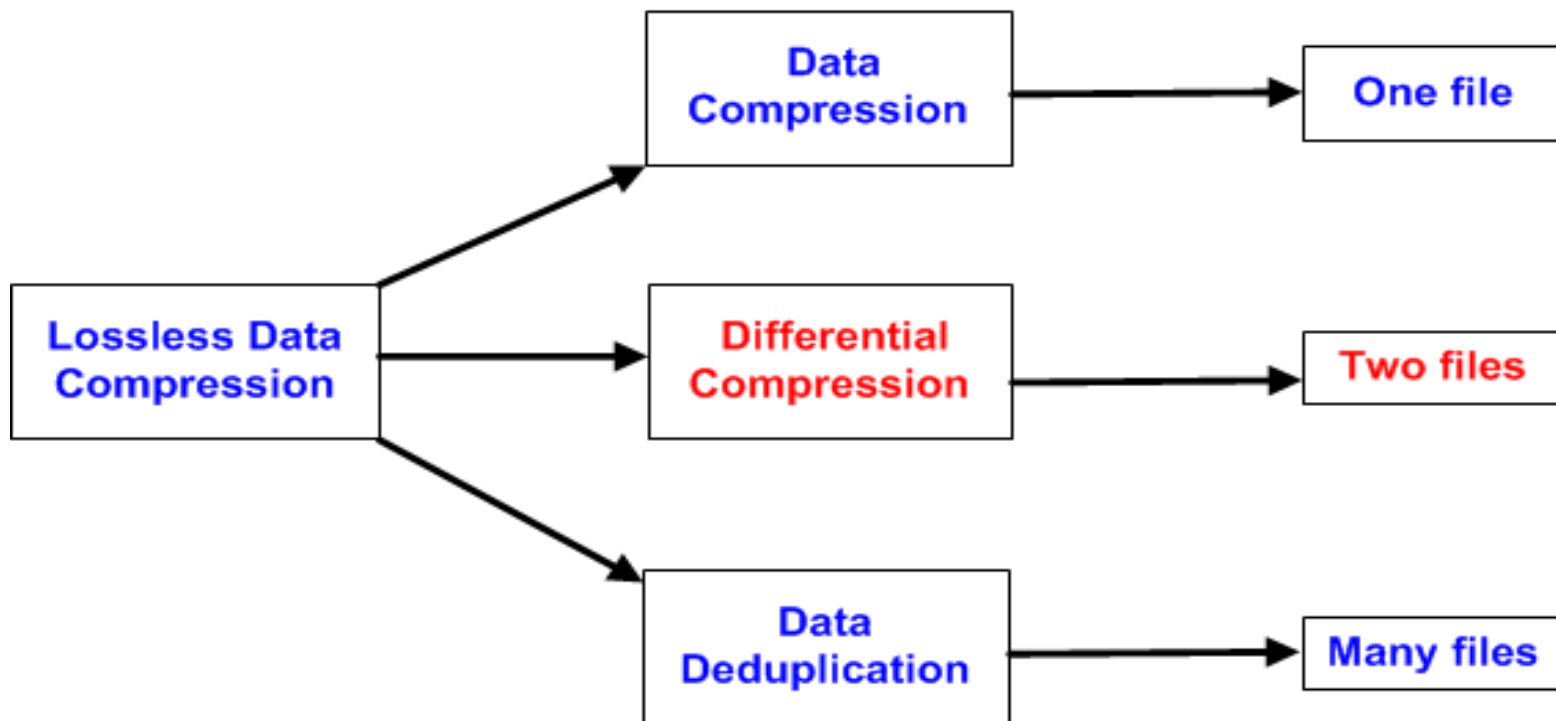 Data
Compression
One file
Lossless Data
Compression
Differential
Compression
Two files
Data
Deduplication
Many files